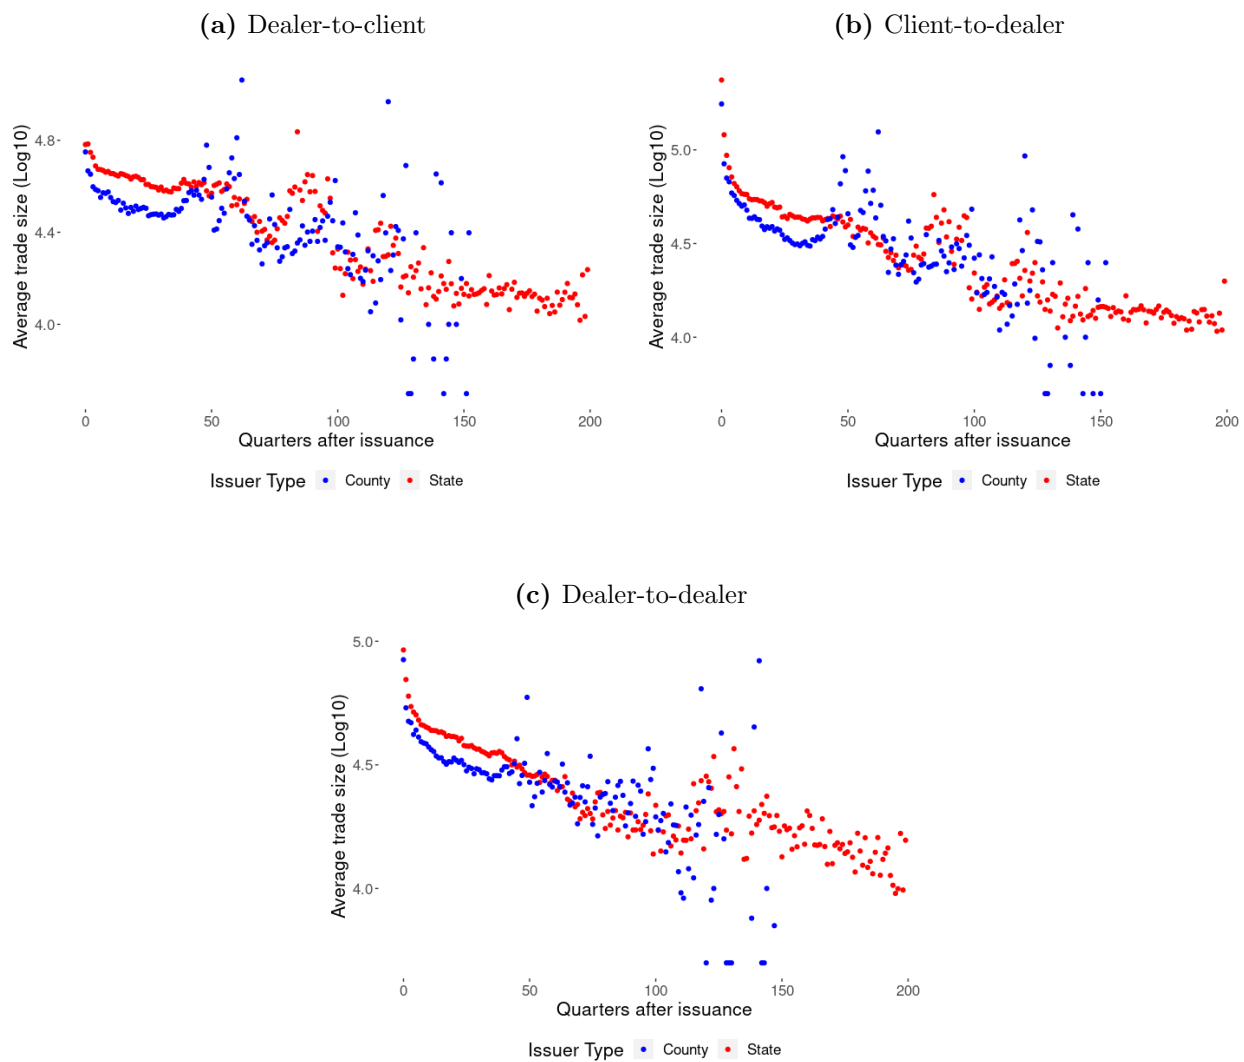 (a) Dealer-to-client
Average trade size (Log10)
4.8
4.4
4.0
0 50 100 150 200
Quarters after issuance
Issuer Type County State
(b) Client-to-dealer
Average trade size (Log10)
5.0
4.5
4.0
0 50 100 150 200
Quarters after issuance
Issuer Type County State
(c) Dealer-to-dealer
Average trade size (Log10)
5.0
4.5
4.0
0 50 100 150 200
Quarters after issuance
Issuer Type County State